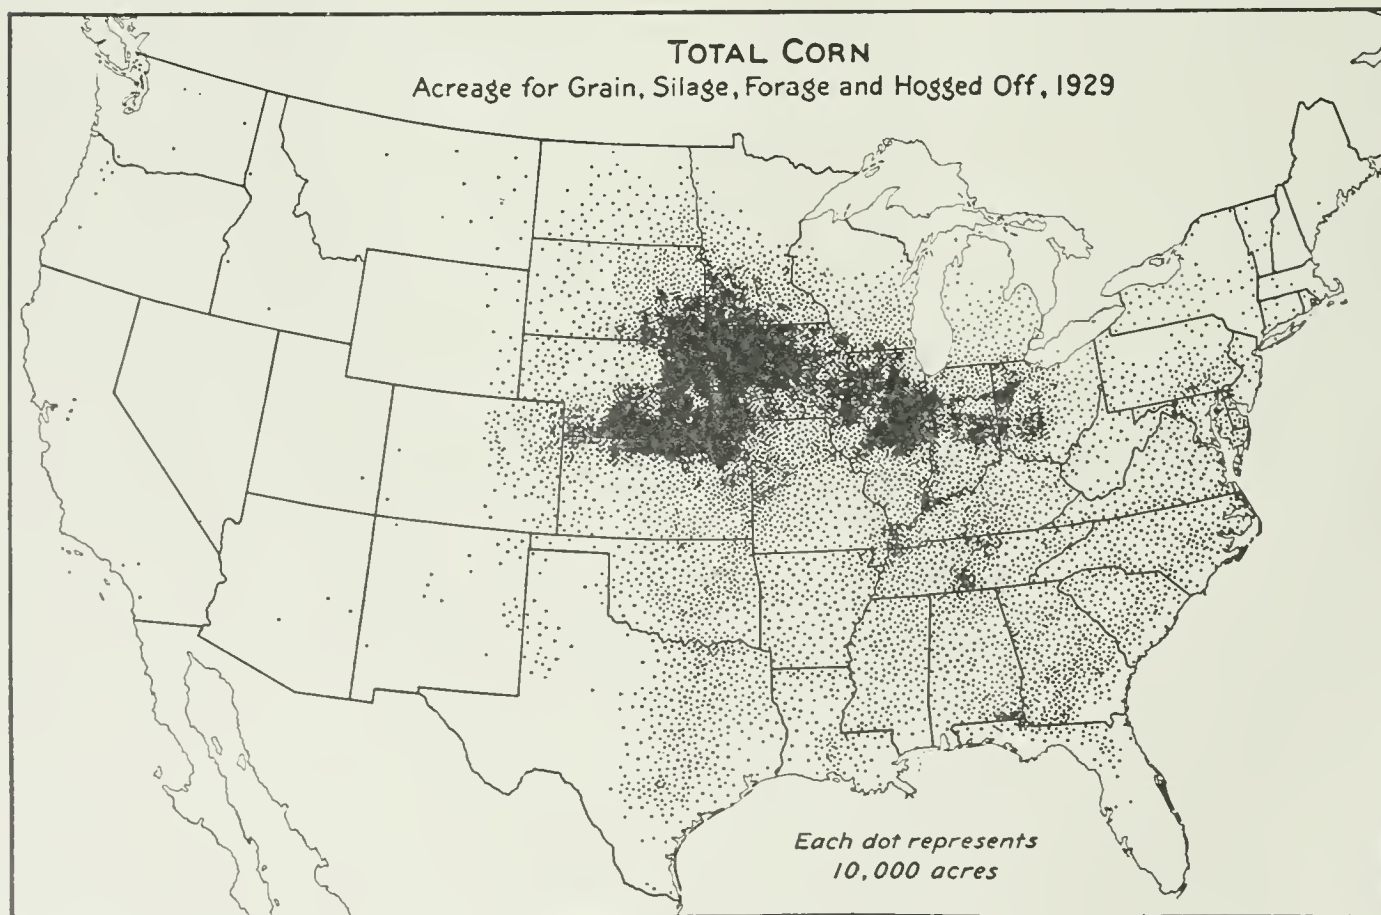 TOTAL CORN
Acreage for Grain, Silage, Forage and Hogged Off, 1929
Each dot represents
10,000 acres